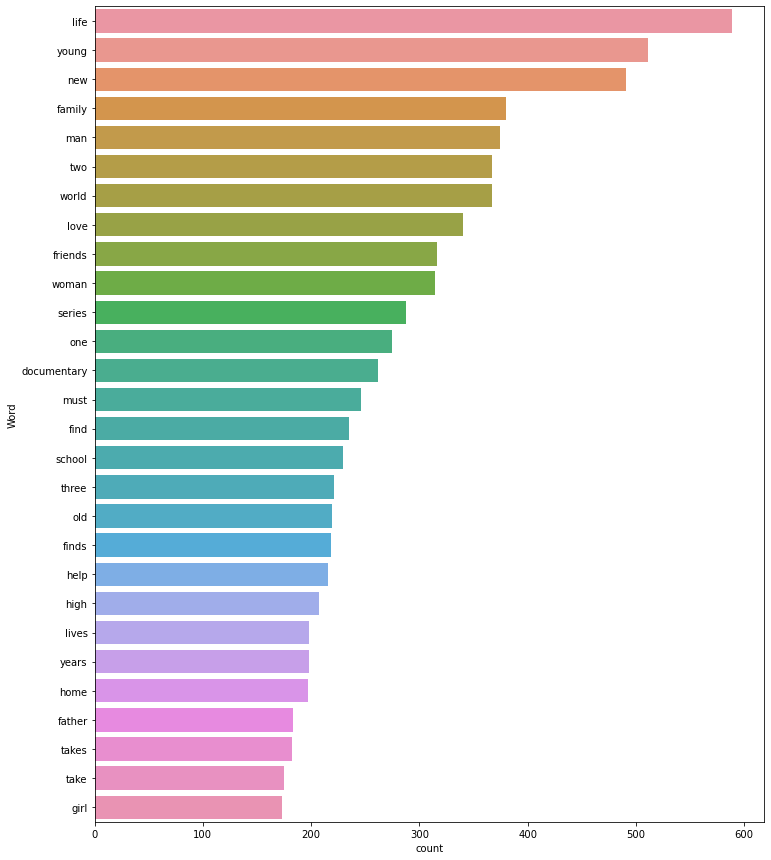 life
young
new
family
man
two
world
love
friends
woman
series
one
documentary
must
find
school
three
old
finds
help
high
lives
years
home
father
takes
take
girl
Word
0 100 200 300 400 500 600
count